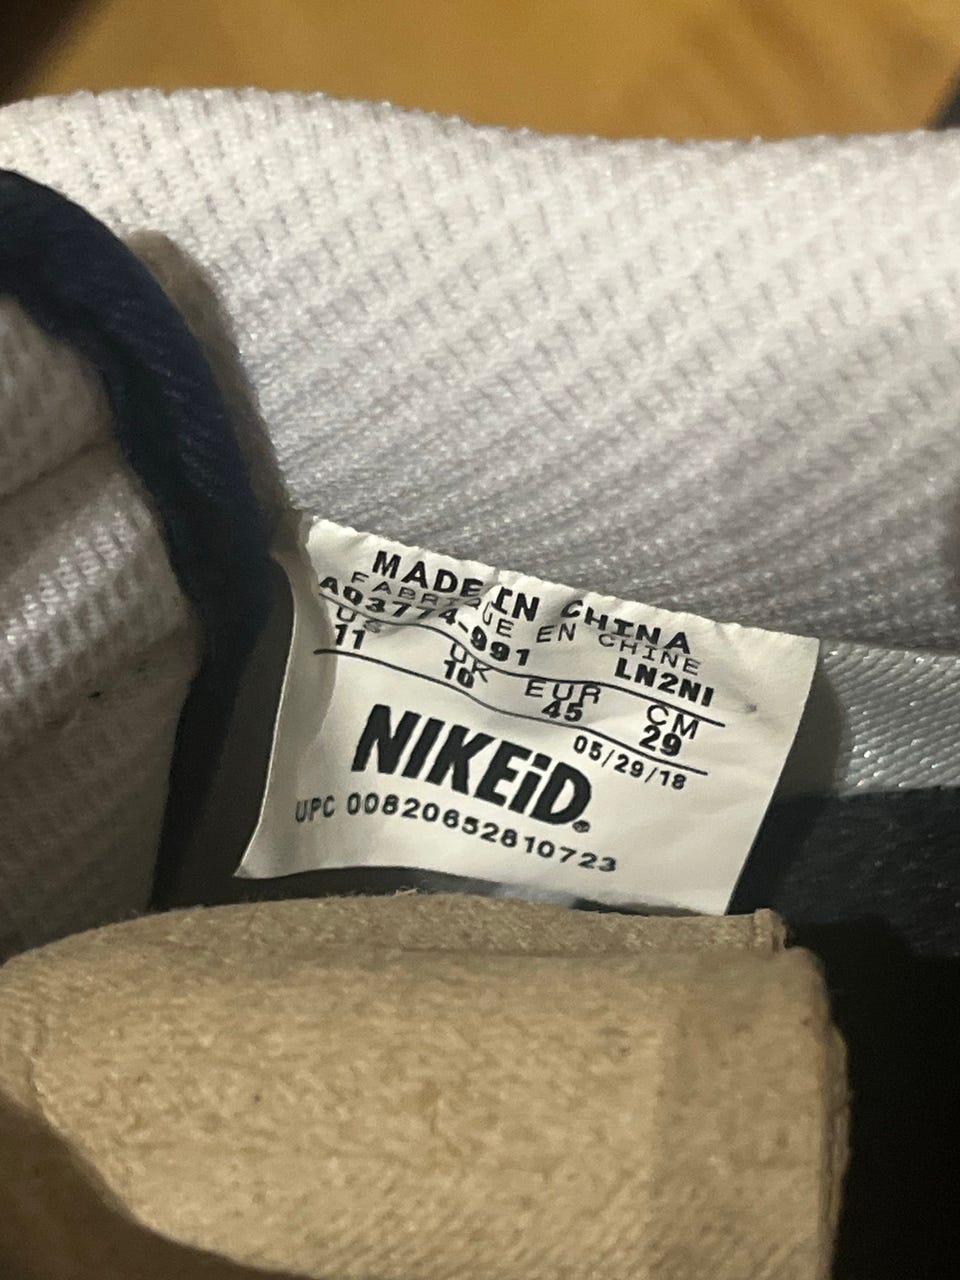 MADE IN CHINA
FABRIQUE EN CHINE
AQ3774-991 LN2NI
US UK EUR CM
11 10 45 29
05/29/18
NIKEiD.
UPC 00820652810723